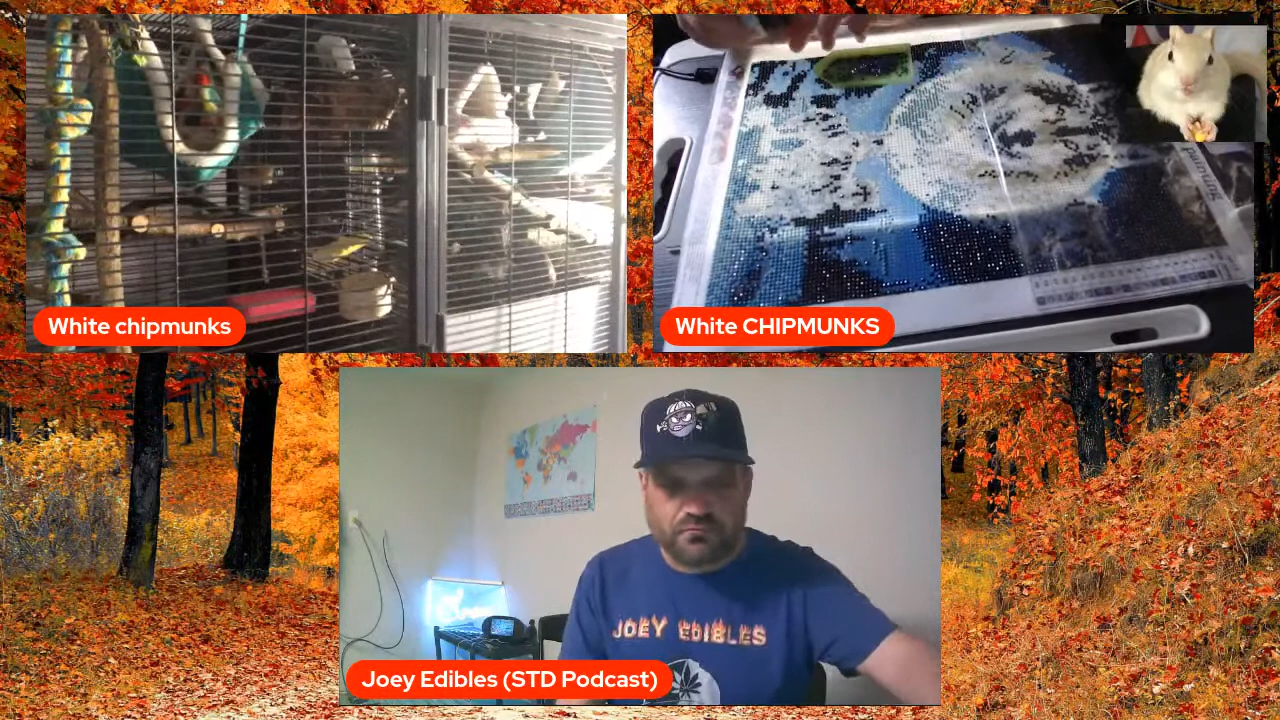 White chipmunks
White CHIPMUNKS
JOEY EDIBLES
Joey Edibles (STD Podcast)